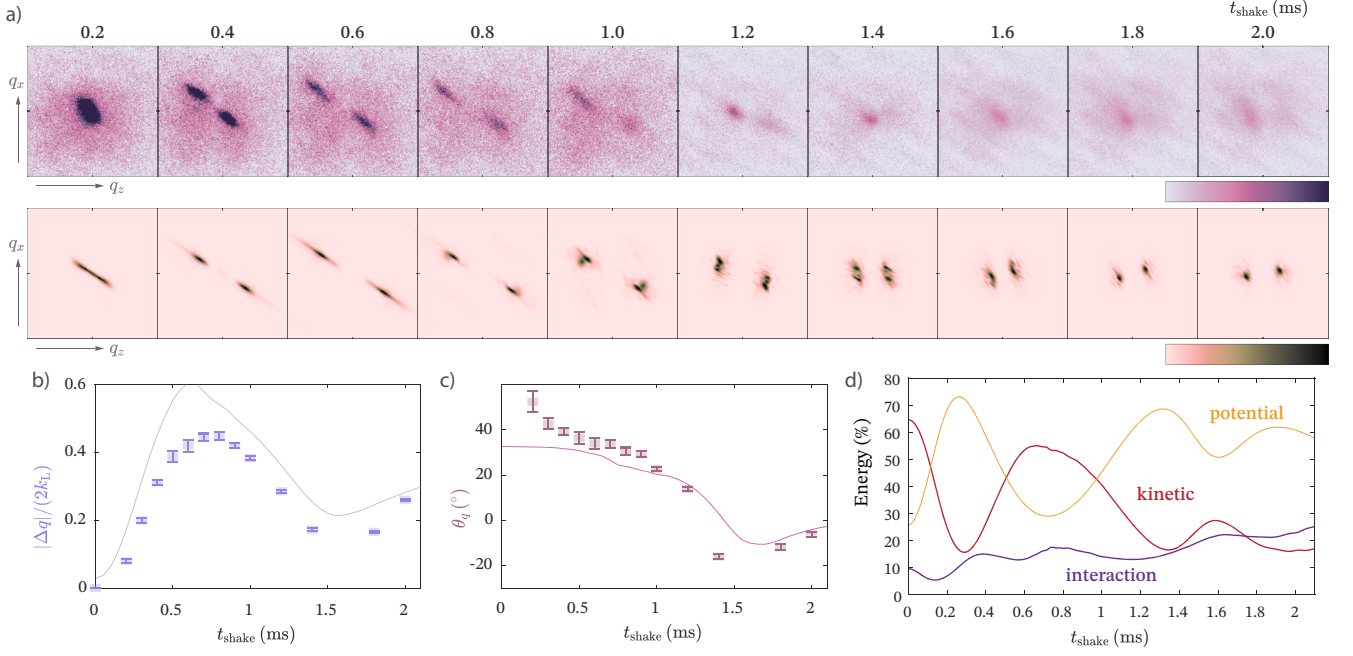 a)
t_shake (ms)
0.2 0.4 0.6 0.8 1.0 1.2 1.4 1.6 1.8 2.0
q_x
q_z
q_x
q_z
b)
0.6
0.4
0.2
0
|Δq|/(2k_L)
0 0.5 1 1.5 2
t_shake (ms)
c)
40
20
0
-20
θ_q (°)
0 0.5 1 1.5 2
t_shake (ms)
d)
80
70
60
50
40
30
20
10
0
Energy (%)
potential
kinetic
interaction
0 0.2 0.4 0.6 0.8 1 1.2 1.4 1.6 1.8 2
t_shake (ms)